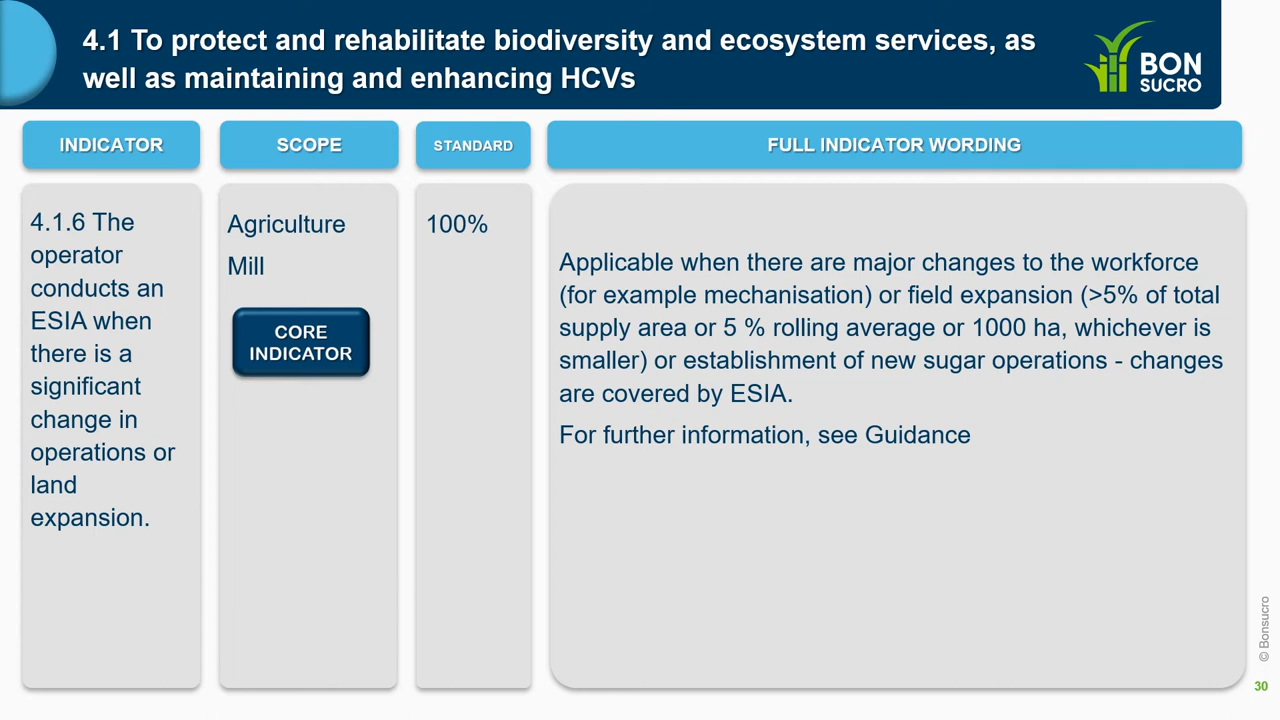 4.1 To protect and rehabilitate biodiversity and ecosystem services, as
well as maintaining and enhancing HCVs
BON
SUCRO
INDICATOR
SCOPE
STANDARD
FULL INDICATOR WORDING
4.1.6 The
operator
conducts an
ESIA when
there is a
significant
change in
operations or
land
expansion.
Agriculture
Mill
CORE
INDICATOR
100%
Applicable when there are major changes to the workforce
(for example mechanisation) or field expansion (>5% of total
supply area or 5 % rolling average or 1000 ha, whichever is
smaller) or establishment of new sugar operations - changes
are covered by ESIA.
For further information, see Guidance
© Bonsucro
30